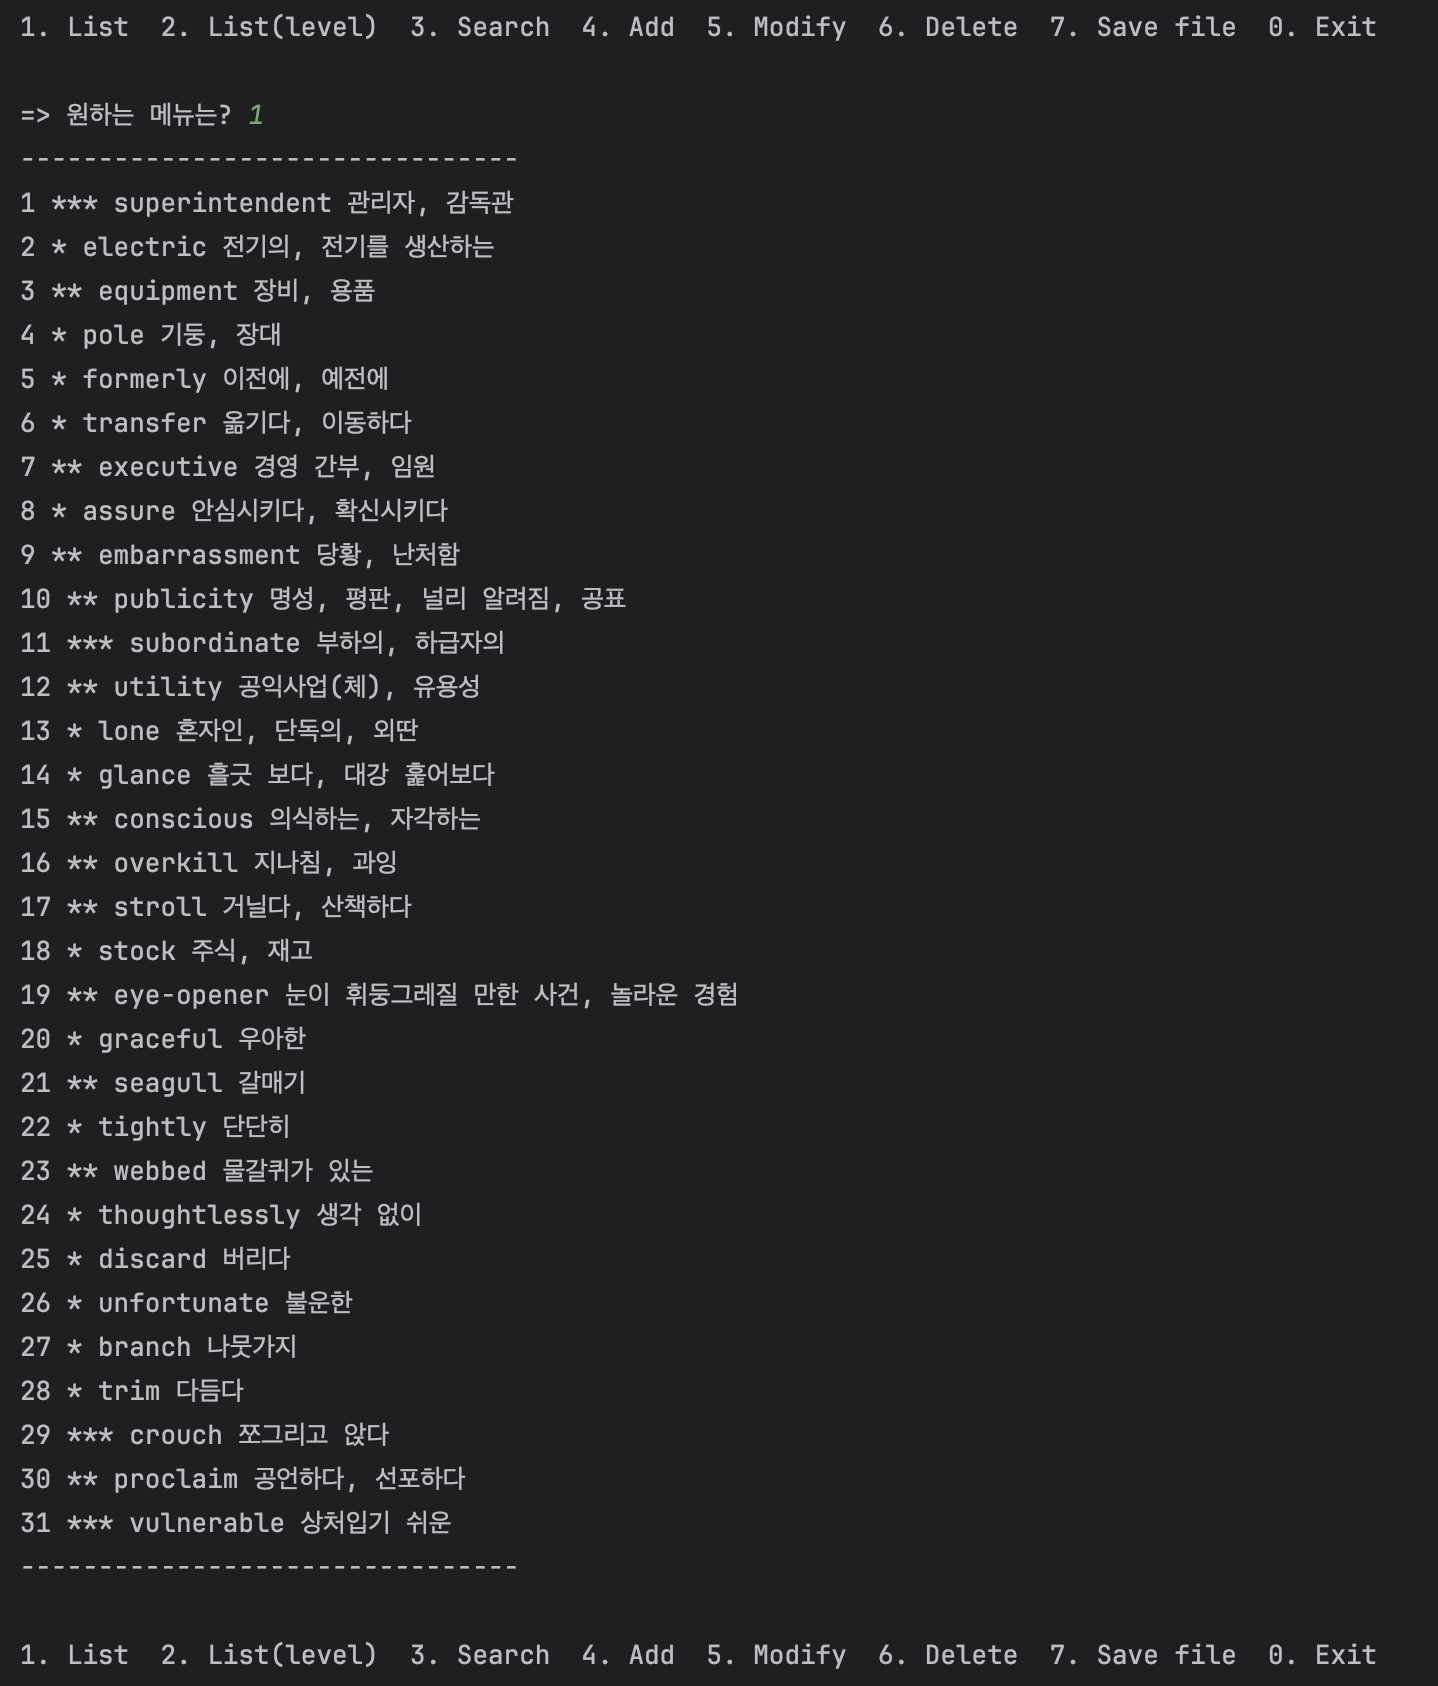 1. List  2. List(level)  3. Search  4. Add  5. Modify  6. Delete  7. Save file  0. Exit
=> 원하는 메뉴는? 1
--------------------------------
1 *** superintendent 관리자, 감독관
2 * electric 전기의, 전기를 생산하는
3 ** equipment 장비, 용품
4 * pole 기둥, 장대
5 * formerly 이전에, 예전에
6 * transfer 옮기다, 이동하다
7 ** executive 경영 간부, 임원
8 * assure 안심시키다, 확신시키다
9 ** embarrassment 당황, 난처함
10 ** publicity 명성, 평판, 널리 알려짐, 공표
11 *** subordinate 부하의, 하급자의
12 ** utility 공익사업(체), 유용성
13 * lone 혼자인, 단독의, 외딴
14 * glance 흘긋 보다, 대강 훑어보다
15 ** conscious 의식하는, 자각하는
16 ** overkill 지나침, 과잉
17 ** stroll 거닐다, 산책하다
18 * stock 주식, 재고
19 ** eye-opener 눈이 휘둥그레질 만한 사건, 놀라운 경험
20 * graceful 우아한
21 ** seagull 갈매기
22 * tightly 단단히
23 ** webbed 물갈퀴가 있는
24 * thoughtlessly 생각 없이
25 * discard 버리다
26 * unfortunate 불운한
27 * branch 나뭇가지
28 * trim 다듬다
29 *** crouch 쪼그리고 앉다
30 ** proclaim 공언하다, 선포하다
31 *** vulnerable 상처입기 쉬운
--------------------------------
1. List  2. List(level)  3. Search  4. Add  5. Modify  6. Delete  7. Save file  0. Exit